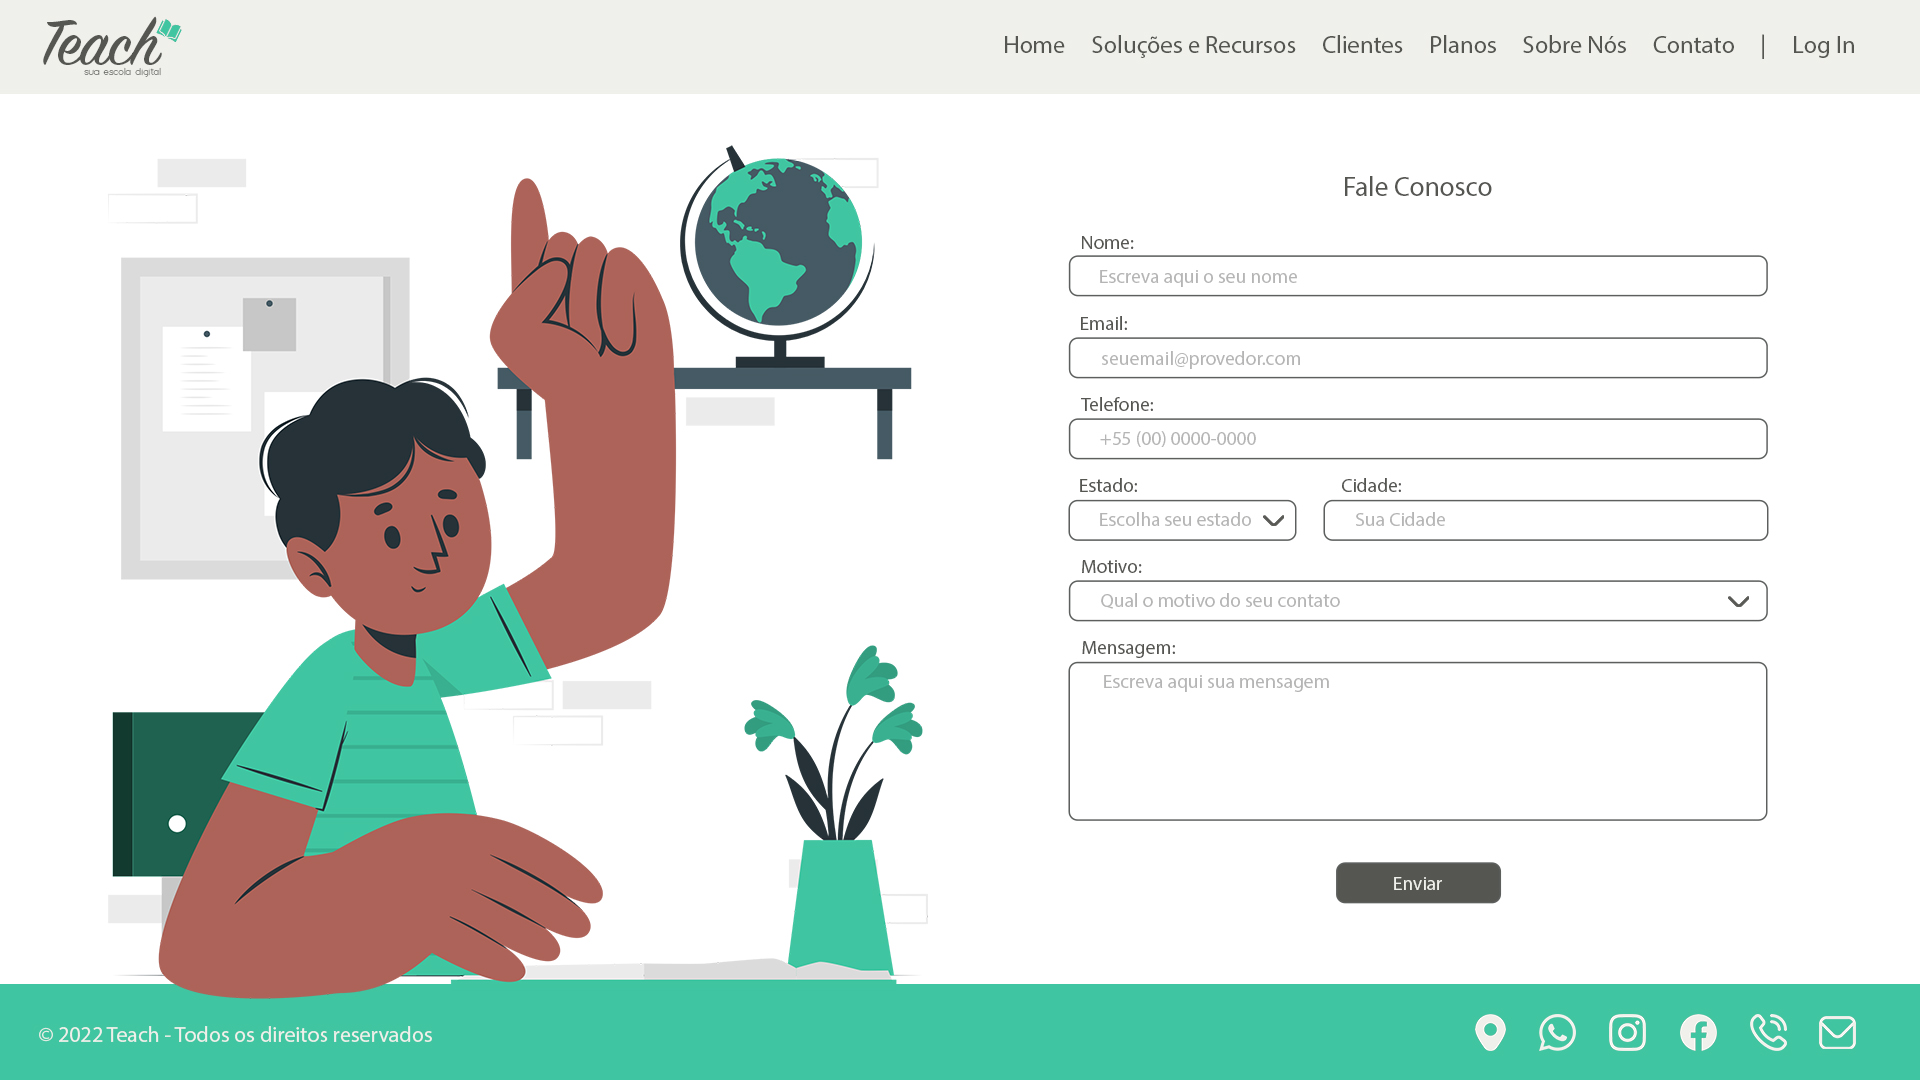 Teach
sua escola digital
Home Soluções e Recursos Clientes Planos Sobre Nós Contato | Log In
Fale Conosco
Nome:
Escreva aqui o seu nome
Email:
seuemail@provedor.com
Telefone:
+55 (00) 0000-0000
Estado: Cidade:
Escolha seu estado Sua Cidade
Motivo:
Qual o motivo do seu contato
Mensagem:
Escreva aqui sua mensagem
Enviar
© 2022 Teach - Todos os direitos reservados